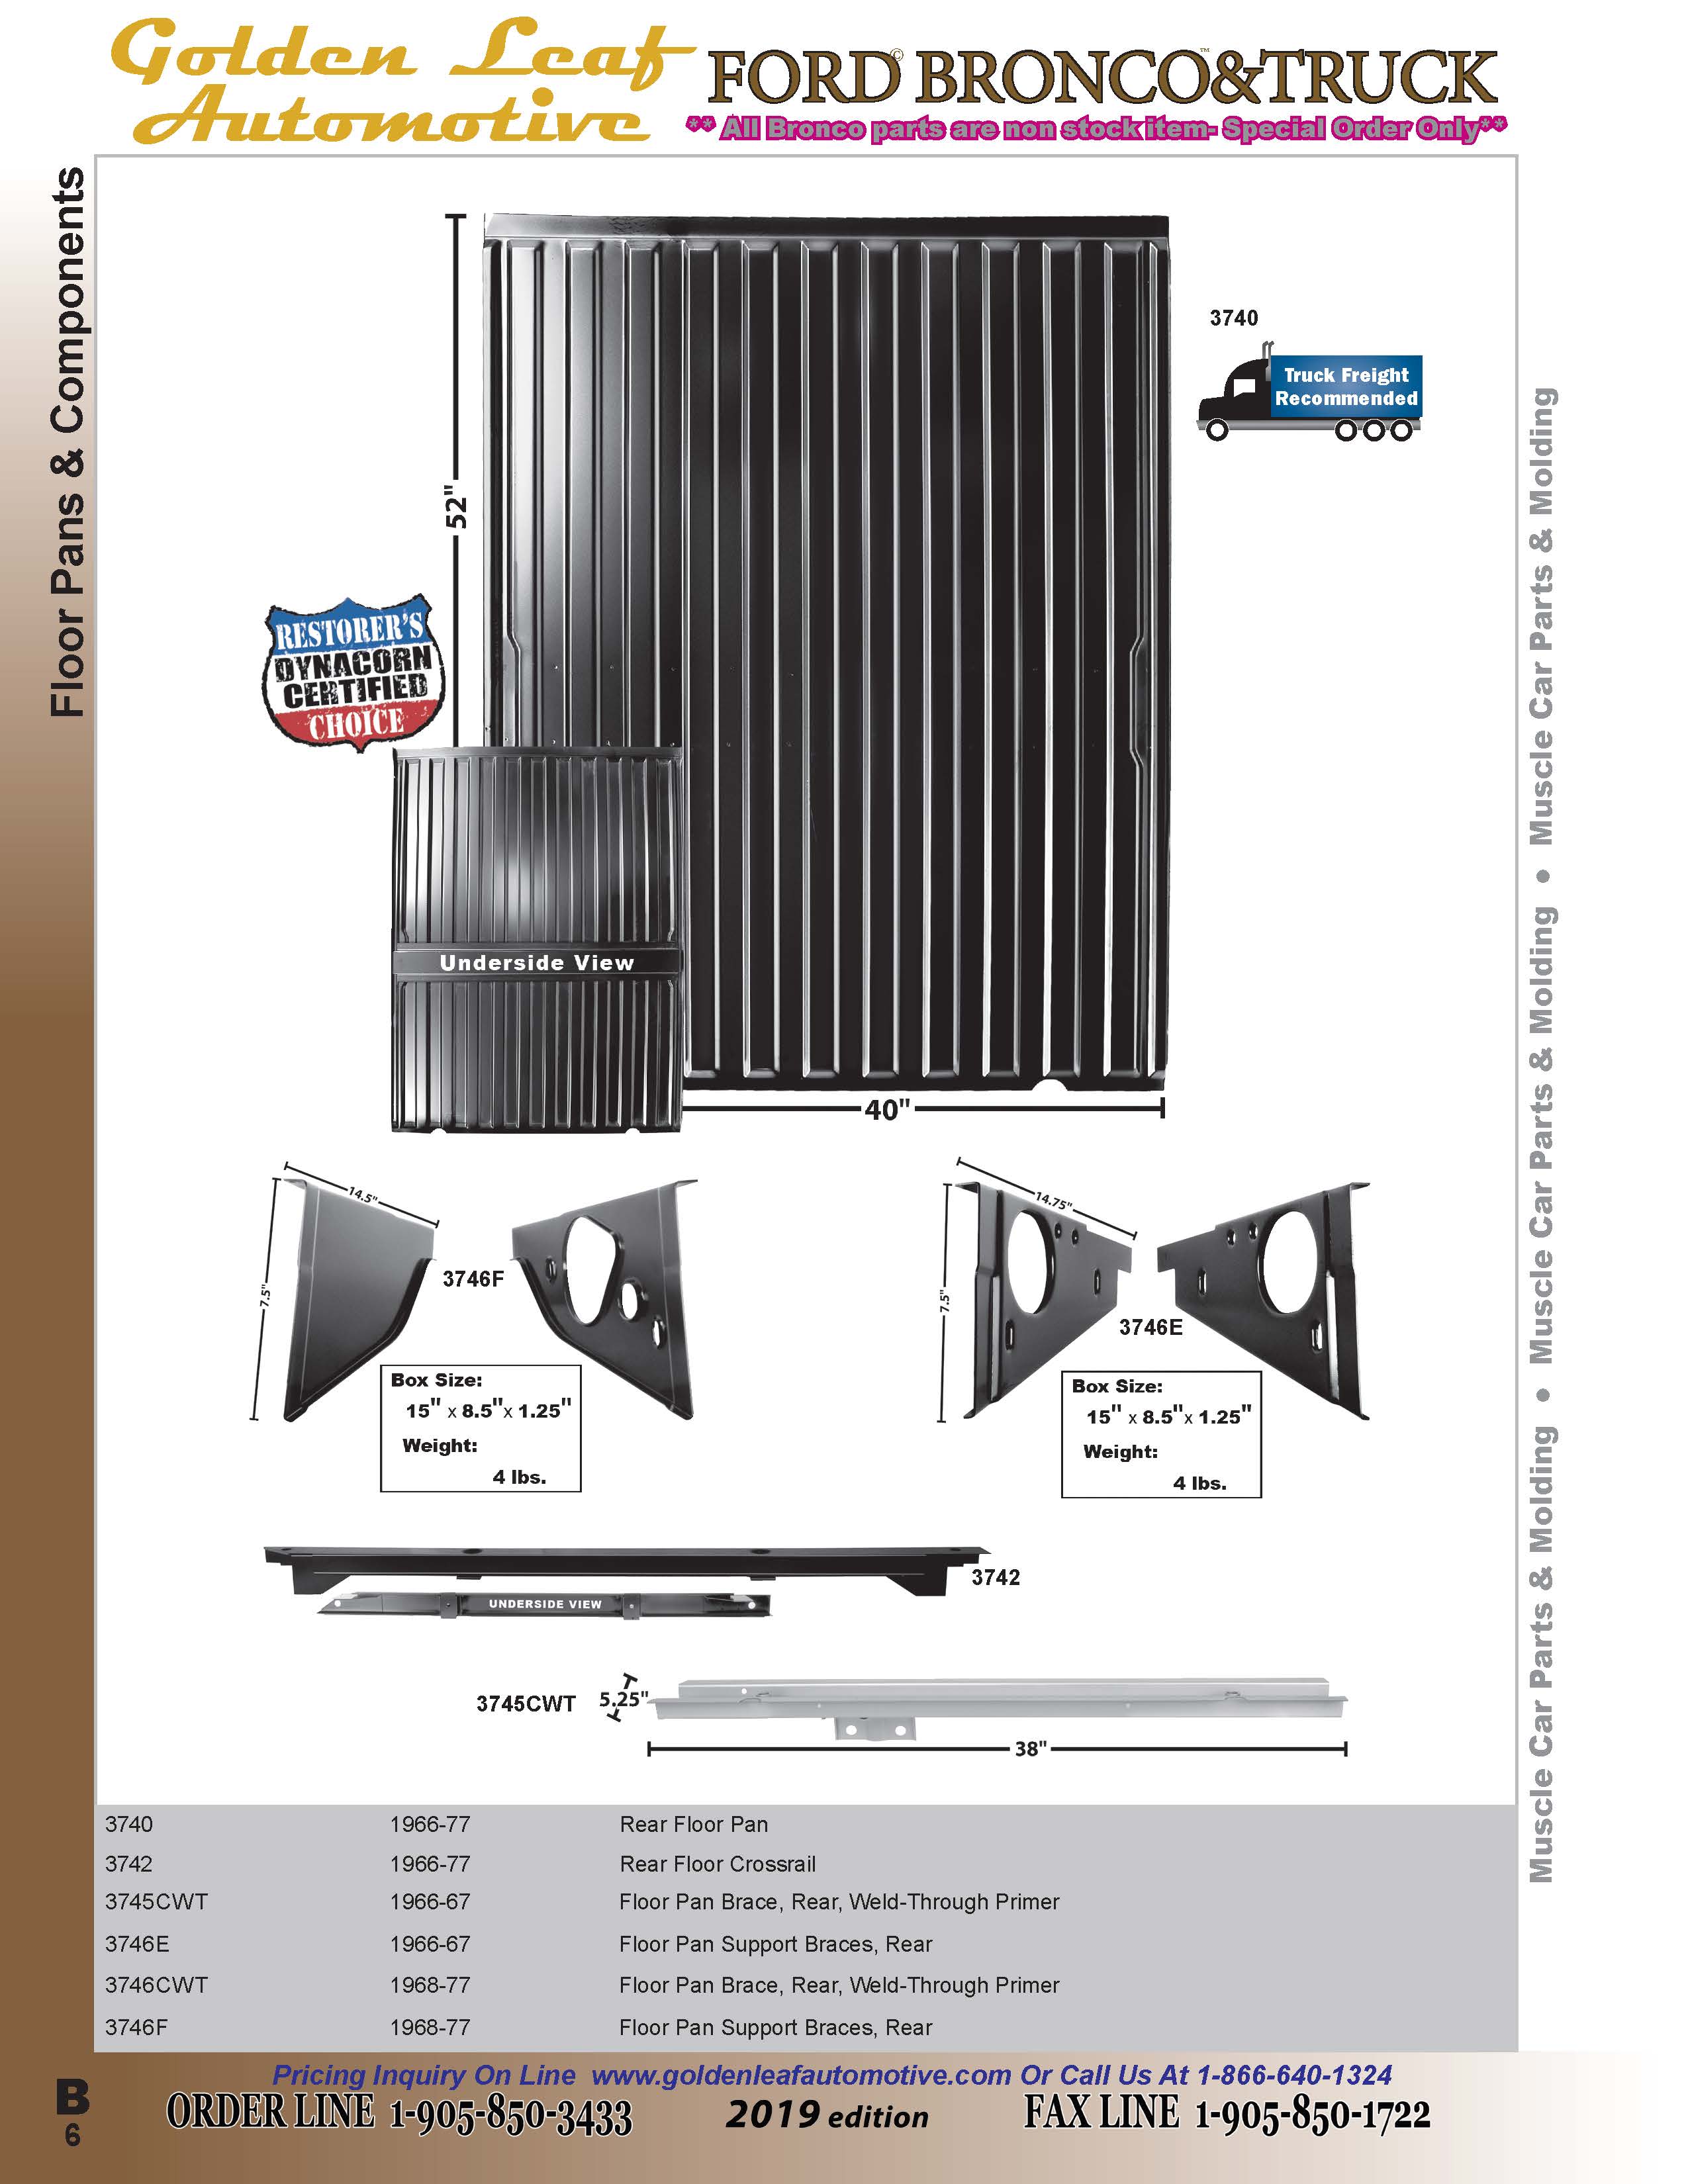 Golden Leaf
Automotive
FORD© BRONCO™&TRUCK
** All Bronco parts are non stock item- Special Order Only**
Floor Pans & Components
52"
3740
Truck Freight
Recommended
RESTORER'S
DYNACORN
CERTIFIED
CHOICE
Underside View
40"
14.5"
7.5"
3746F
Box Size:
15" x 8.5"x 1.25"
Weight:
4 lbs.
14.75"
7.5"
3746E
Box Size:
15" x 8.5"x 1.25"
Weight:
4 lbs.
3742
UNDERSIDE VIEW
3745CWT
5.25"
38"
Muscle Car Parts & Molding • Muscle Car Parts & Molding • Muscle Car Parts & Molding
3740 1966-77 Rear Floor Pan
3742 1966-77 Rear Floor Crossrail
3745CWT 1966-67 Floor Pan Brace, Rear, Weld-Through Primer
3746E 1966-67 Floor Pan Support Braces, Rear
3746CWT 1968-77 Floor Pan Brace, Rear, Weld-Through Primer
3746F 1968-77 Floor Pan Support Braces, Rear
Pricing Inquiry On Line www.goldenleafautomotive.com Or Call Us At 1-866-640-1324
B
6
ORDER LINE 1-905-850-3433
2019 edition
FAX LINE 1-905-850-1722